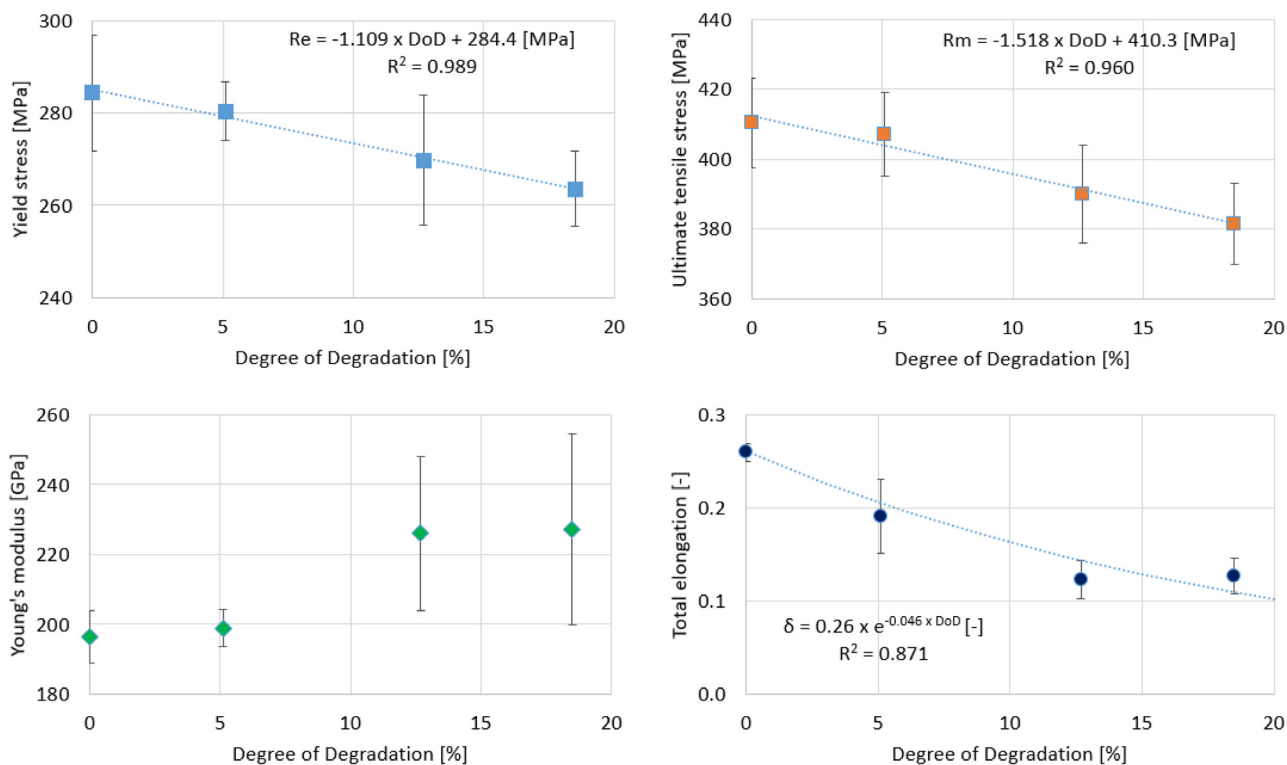 Yield stress [MPa]
300
280
260
240
Re = -1.109 x DoD + 284.4 [MPa]
R² = 0.989
0 5 10 15 20
Degree of Degradation [%]
Ultimate tensile stress [MPa]
440
420
400
380
360
Rm = -1.518 x DoD + 410.3 [MPa]
R² = 0.960
0 5 10 15 20
Degree of Degradation [%]
Young's modulus [GPa]
260
240
220
200
180
0 5 10 15 20
Degree of Degradation [%]
Total elongation [-]
0.3
0.2
0.1
0.0
δ = 0.26 x e^-0.046 x DoD [-]
R² = 0.871
0 5 10 15 20
Degree of Degradation [%]